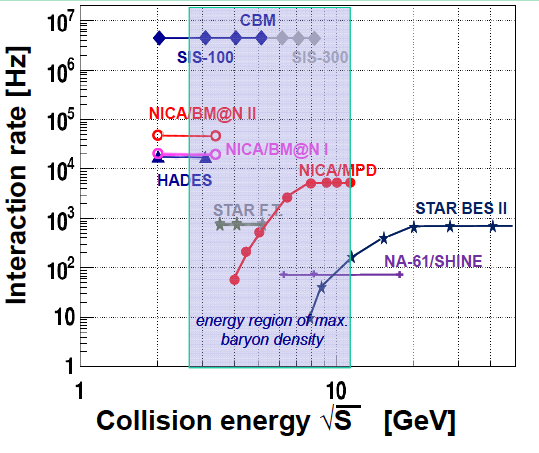 10⁷
10⁶
10⁵
10⁴
10³
10²
10
1
Interaction rate [Hz]
CBM
SIS-100
SIS-300
NICA/BM@N II
NICA/BM@N I
HADES
NICA/MPD
STAR F.T.
STAR BES II
NA-61/SHINE
energy region of max.
baryon density
1
10
Collision energy √S [GeV]